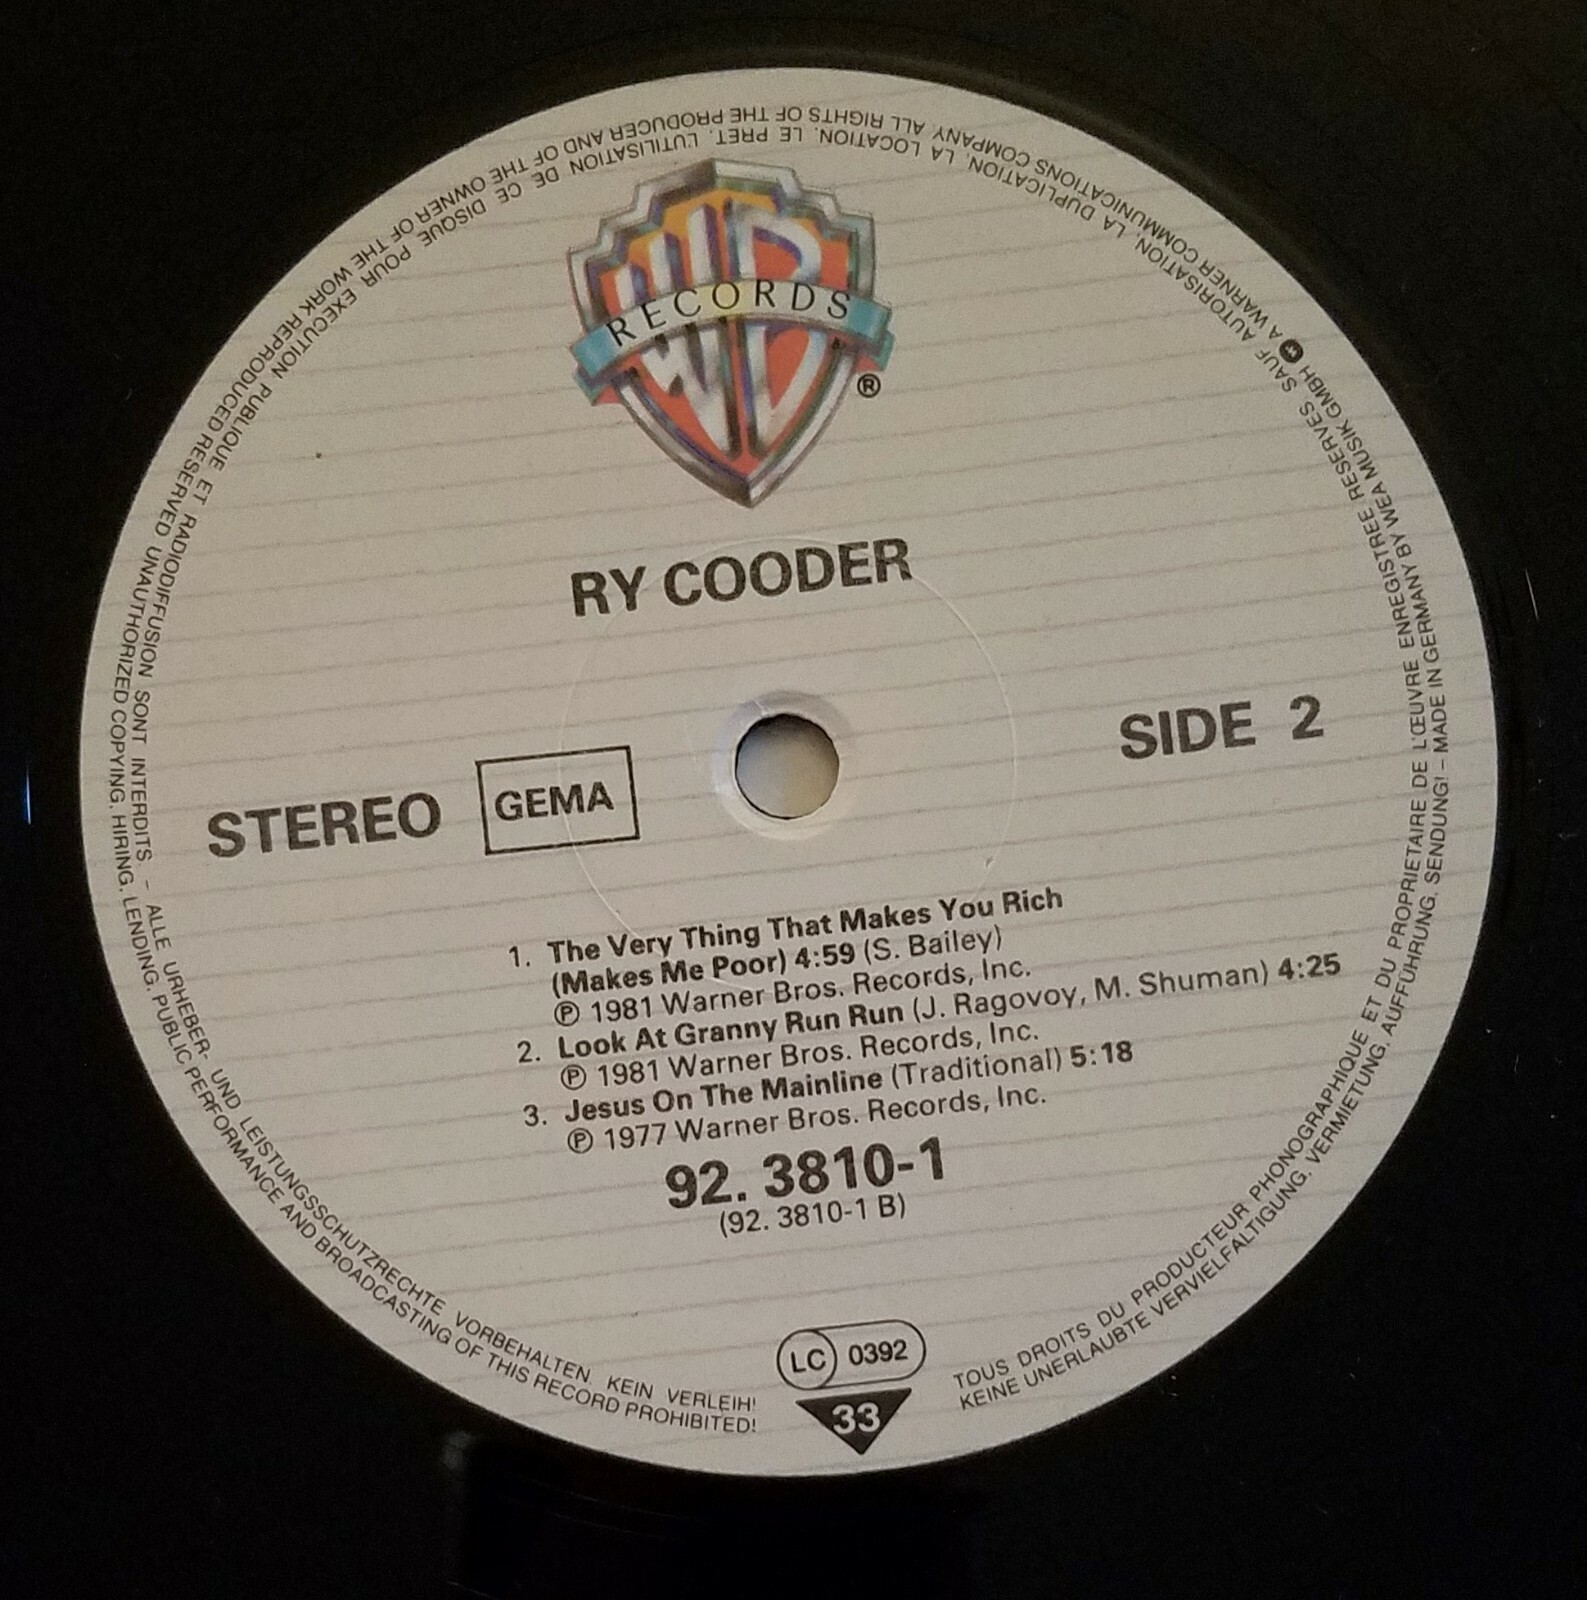 WB
RECORDS
®
RY COODER
SIDE 2
STEREO GEMA
1. The Very Thing That Makes You Rich
(Makes Me Poor) 4:59 (S. Bailey)
℗ 1981 Warner Bros. Records, Inc.
2. Look At Granny Run Run (J. Ragovoy, M. Shuman) 4:25
℗ 1981 Warner Bros. Records, Inc.
3. Jesus On The Mainline (Traditional) 5:18
℗ 1977 Warner Bros. Records, Inc.
92. 3810-1
(92. 3810-1 B)
LC 0392
33
TOUS DROITS DU PRODUCTEUR PHONOGRAPHIQUE ET DU PROPRIETAIRE DE L'ŒUVRE ENREGISTREE RESERVES. SAUF AUTORISATION, LA DUPLICATION, LA LOCATION, LE PRET, L'UTILISATION DE CE DISQUE POUR EXECUTION PUBLIQUE ET RADIODIFFUSION SONT INTERDITS. – ALLE URHEBER- UND LEISTUNGSSCHUTZRECHTE VORBEHALTEN. KEIN VERLEIH!
KEINE UNERLAUBTE VERVIELFALTIGUNG, VERMIETUNG, AUFFÜHRUNG, SENDUNG! – MADE IN GERMANY BY WEA MUSIK GMBH A WARNER COMMUNICATIONS COMPANY. ALL RIGHTS OF THE PRODUCER AND OF THE OWNER OF THE WORK REPRODUCED RESERVED UNAUTHORIZED COPYING, HIRING, LENDING, PUBLIC PERFORMANCE AND BROADCASTING OF THIS RECORD PROHIBITED!